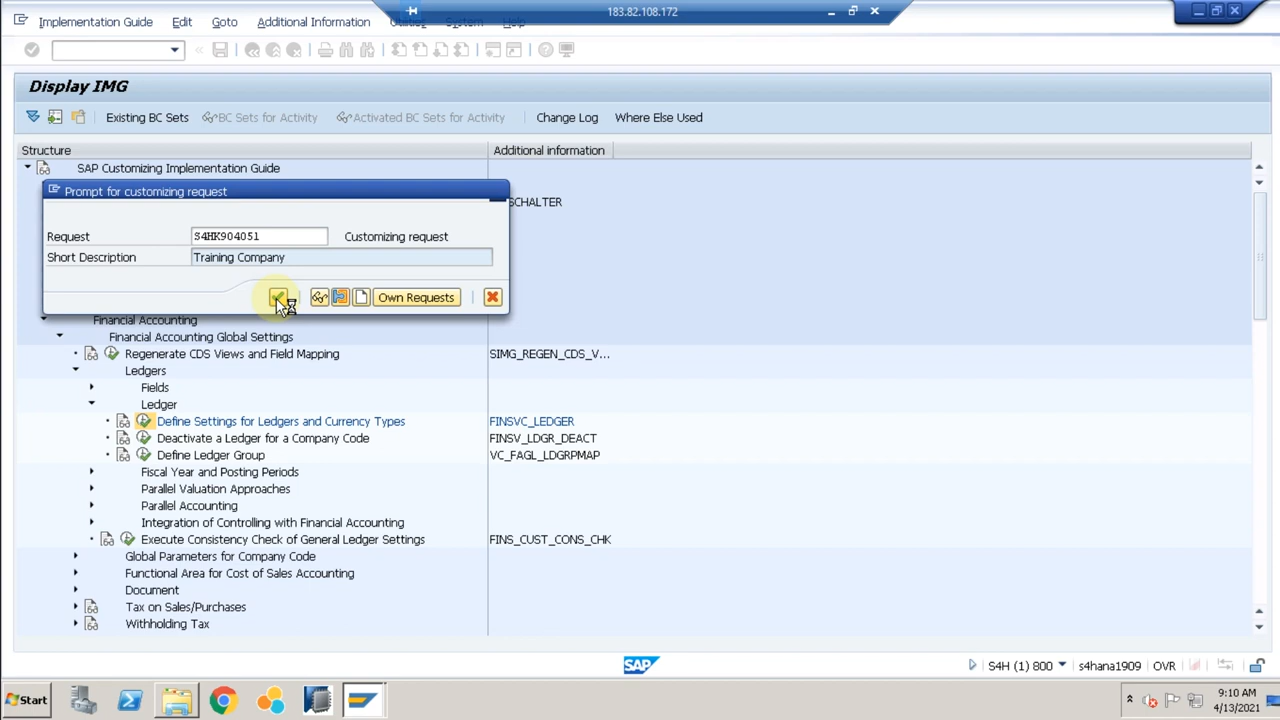 183.82.108.172
Implementation Guide Edit Goto Additional Information Utilities System Help
Display IMG
Existing BC Sets BC Sets for Activity Activated BC Sets for Activity Change Log Where Else Used
Structure Additional information
SAP Customizing Implementation Guide
Prompt for customizing request
SCHALTER
Request S4HK904051 Customizing request
Short Description Training Company
Own Requests
Financial Accounting
Financial Accounting Global Settings
Regenerate CDS Views and Field Mapping SIMG_REGEN_CDS_V...
Ledgers
Fields
Ledger
Define Settings for Ledgers and Currency Types FINSVC_LEDGER
Deactivate a Ledger for a Company Code FINSV_LDGR_DEACT
Define Ledger Group VC_FAGL_LDGRPMAP
Fiscal Year and Posting Periods
Parallel Valuation Approaches
Parallel Accounting
Integration of Controlling with Financial Accounting
Execute Consistency Check of General Ledger Settings FINS_CUST_CONS_CHK
Global Parameters for Company Code
Functional Area for Cost of Sales Accounting
Document
Tax on Sales/Purchases
Withholding Tax
SAP S4H (1) 800 s4hana1909 OVR
Start 9:10 AM
4/13/2021